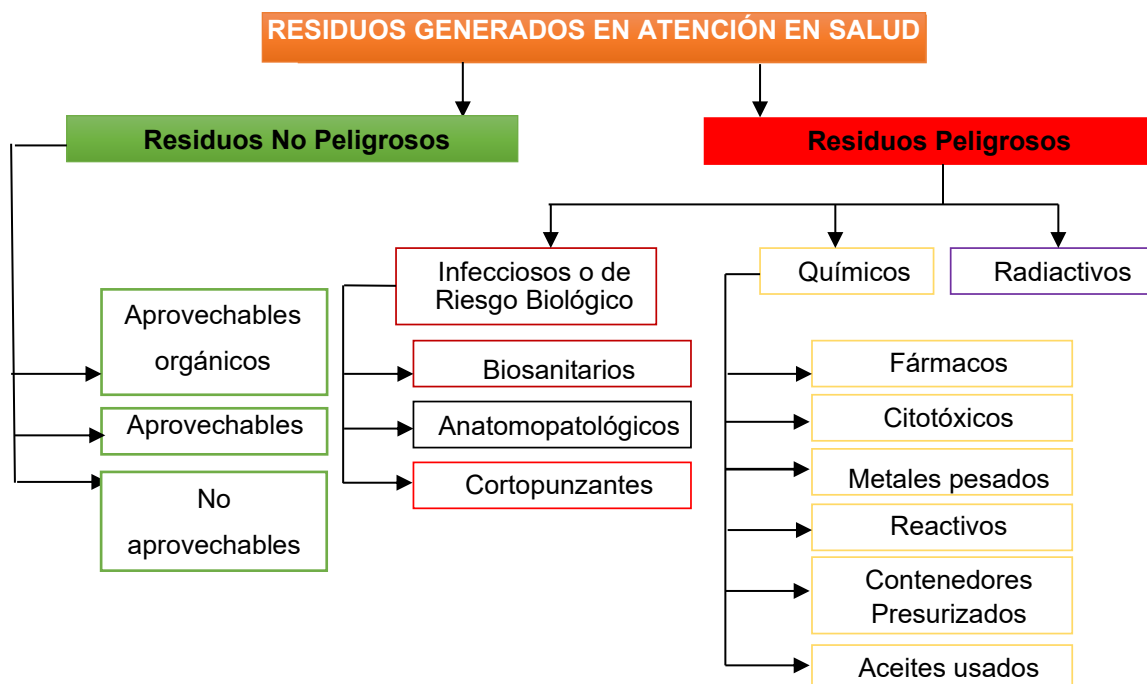 RESIDUOS GENERADOS EN ATENCIÓN EN SALUD
Residuos No Peligrosos
Residuos Peligrosos
Aprovechables
orgánicos
Aprovechables
No
aprovechables
Infecciosos o de
Riesgo Biológico
Biosanitarios
Anatomopatológicos
Cortopunzantes
Químicos
Fármacos
Citotóxicos
Metales pesados
Reactivos
Contenedores
Presurizados
Aceites usados
Radiactivos